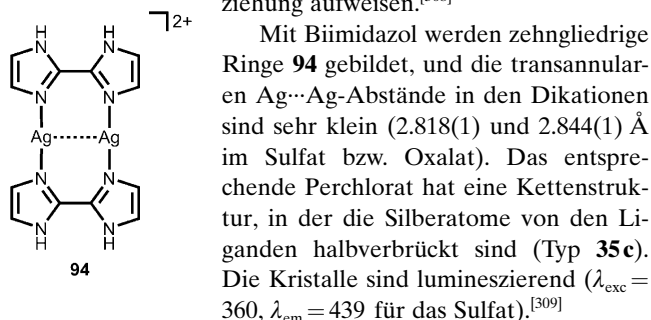 ziehung aufweisen.[308]
Mit Biimidazol werden zehngliedrige
Ringe 94 gebildet, und die transannular-
en Ag···Ag-Abstände in den Dikationen
sind sehr klein (2.818(1) und 2.844(1) Å
im Sulfat bzw. Oxalat). Das entspre-
chende Perchlorat hat eine Kettenstruk-
tur, in der die Silberatome von den Li-
ganden halbverbrückt sind (Typ 35c).
Die Kristalle sind lumineszierend (λexc =
360, λem = 439 für das Sulfat).[309]
2+
H H
N N
N N
Ag Ag
N N
N N
H H
94